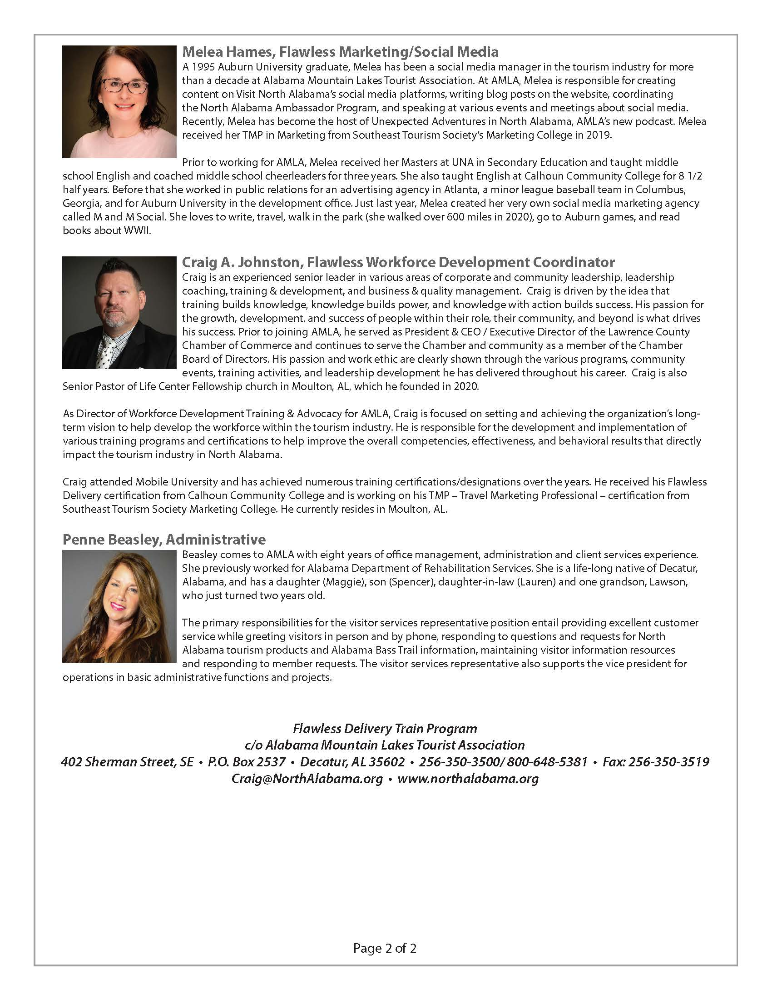 Melea Hames, Flawless Marketing/Social Media
A 1995 Auburn University graduate, Melea has been a social media manager in the tourism industry for more
than a decade at Alabama Mountain Lakes Tourist Association. At AMLA, Melea is responsible for creating
content on Visit North Alabama’s social media platforms, writing blog posts on the website, coordinating
the North Alabama Ambassador Program, and speaking at various events and meetings about social media.
Recently, Melea has become the host of Unexpected Adventures in North Alabama, AMLA’s new podcast. Melea
received her TMP in Marketing from Southeast Tourism Society’s Marketing College in 2019.
Prior to working for AMLA, Melea received her Masters at UNA in Secondary Education and taught middle
school English and coached middle school cheerleaders for three years. She also taught English at Calhoun Community College for 8 1/2
half years. Before that she worked in public relations for an advertising agency in Atlanta, a minor league baseball team in Columbus,
Georgia, and for Auburn University in the development office. Just last year, Melea created her very own social media marketing agency
called M and M Social. She loves to write, travel, walk in the park (she walked over 600 miles in 2020), go to Auburn games, and read
books about WWII.
Craig A. Johnston, Flawless Workforce Development Coordinator
Craig is an experienced senior leader in various areas of corporate and community leadership, leadership
coaching, training & development, and business & quality management. Craig is driven by the idea that
training builds knowledge, knowledge builds power, and knowledge with action builds success. His passion for
the growth, development, and success of people within their role, their community, and beyond is what drives
his success. Prior to joining AMLA, he served as President & CEO / Executive Director of the Lawrence County
Chamber of Commerce and continues to serve the Chamber and community as a member of the Chamber
Board of Directors. His passion and work ethic are clearly shown through the various programs, community
events, training activities, and leadership development he has delivered throughout his career. Craig is also
Senior Pastor of Life Center Fellowship church in Moulton, AL, which he founded in 2020.
As Director of Workforce Development Training & Advocacy for AMLA, Craig is focused on setting and achieving the organization’s long-
term vision to help develop the workforce within the tourism industry. He is responsible for the development and implementation of
various training programs and certifications to help improve the overall competencies, effectiveness, and behavioral results that directly
impact the tourism industry in North Alabama.
Craig attended Mobile University and has achieved numerous training certifications/designations over the years. He received his Flawless
Delivery certification from Calhoun Community College and is working on his TMP – Travel Marketing Professional – certification from
Southeast Tourism Society Marketing College. He currently resides in Moulton, AL.
Penne Beasley, Administrative
Beasley comes to AMLA with eight years of office management, administration and client services experience.
She previously worked for Alabama Department of Rehabilitation Services. She is a life-long native of Decatur,
Alabama, and has a daughter (Maggie), son (Spencer), daughter-in-law (Lauren) and one grandson, Lawson,
who just turned two years old.
The primary responsibilities for the visitor services representative position entail providing excellent customer
service while greeting visitors in person and by phone, responding to questions and requests for North
Alabama tourism products and Alabama Bass Trail information, maintaining visitor information resources
and responding to member requests. The visitor services representative also supports the vice president for
operations in basic administrative functions and projects.
Flawless Delivery Train Program
c/o Alabama Mountain Lakes Tourist Association
402 Sherman Street, SE • P.O. Box 2537 • Decatur, AL 35602 • 256-350-3500/ 800-648-5381 • Fax: 256-350-3519
Craig@NorthAlabama.org • www.northalabama.org
Page 2 of 2